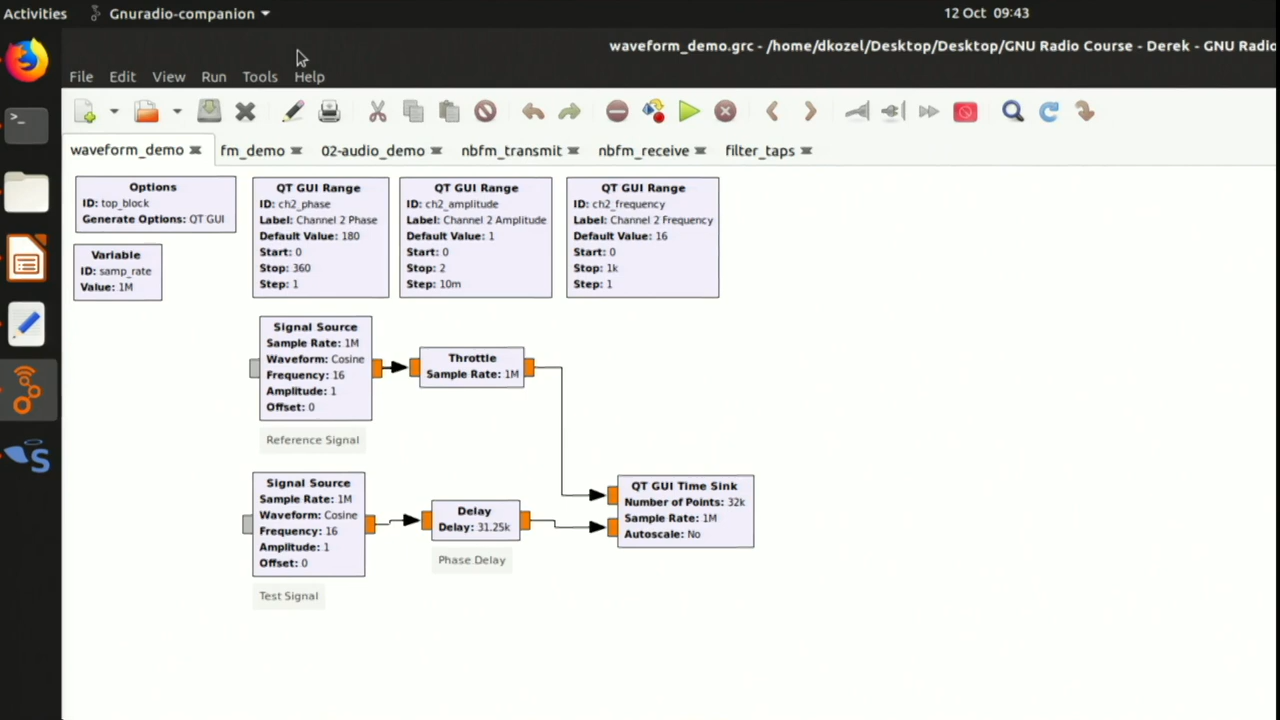 Activities
Gnuradio-companion
12 Oct 09:43
waveform_demo.grc - /home/dkozel/Desktop/Desktop/GNU Radio Course - Derek - GNU Radio
File Edit View Run Tools Help
waveform_demo fm_demo 02-audio_demo nbfm_transmit nbfm_receive filter_taps
Options
ID: top_block
Generate Options: QT GUI
Variable
ID: samp_rate
Value: 1M
QT GUI Range
ID: ch2_phase
Label: Channel 2 Phase
Default Value: 180
Start: 0
Stop: 360
Step: 1
QT GUI Range
ID: ch2_amplitude
Label: Channel 2 Amplitude
Default Value: 1
Start: 0
Stop: 2
Step: 10m
QT GUI Range
ID: ch2_frequency
Label: Channel 2 Frequency
Default Value: 16
Start: 0
Stop: 1k
Step: 1
Signal Source
Sample Rate: 1M
Waveform: Cosine
Frequency: 16
Amplitude: 1
Offset: 0
Reference Signal
Throttle
Sample Rate: 1M
Signal Source
Sample Rate: 1M
Waveform: Cosine
Frequency: 16
Amplitude: 1
Offset: 0
Test Signal
Delay
Delay: 31.25k
Phase Delay
QT GUI Time Sink
Number of Points: 32k
Sample Rate: 1M
Autoscale: No